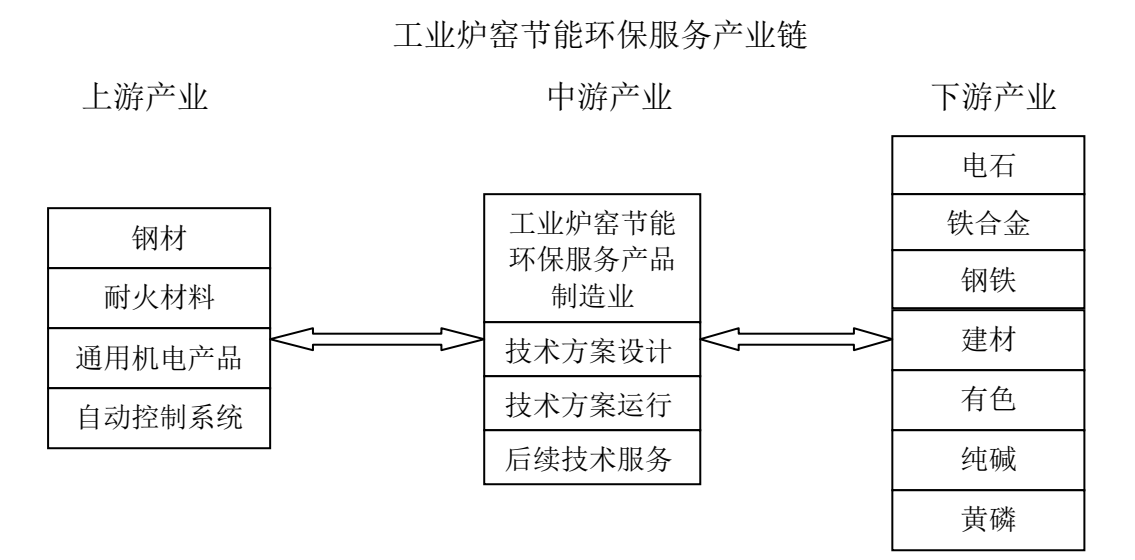 工业炉窑节能环保服务产业链
上游产业
中游产业
下游产业
钢材
耐火材料
通用机电产品
自动控制系统
工业炉窑节能
环保服务产品
制造业
技术方案设计
技术方案运行
后续技术服务
电石
铁合金
钢铁
建材
有色
纯碱
黄磷